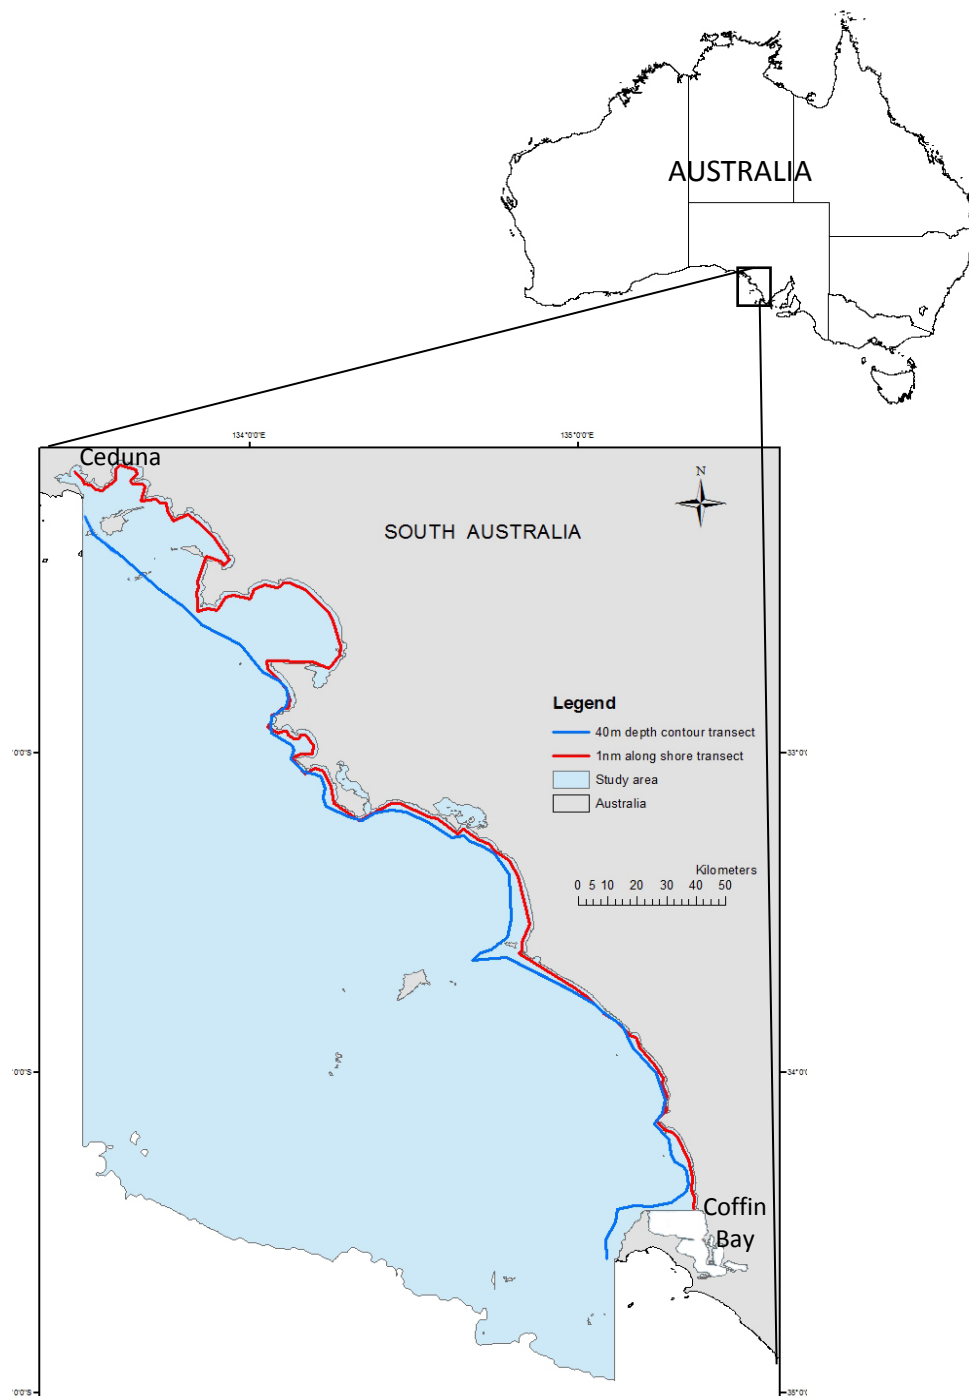 AUSTRALIA
134°0'0"E
135°0'0"E
Ceduna
N
SOUTH AUSTRALIA
Legend
40m depth contour transect
1nm along shore transect
Study area
Australia
Kilometers
0 5 10 20 30 40 50
Coffin
Bay